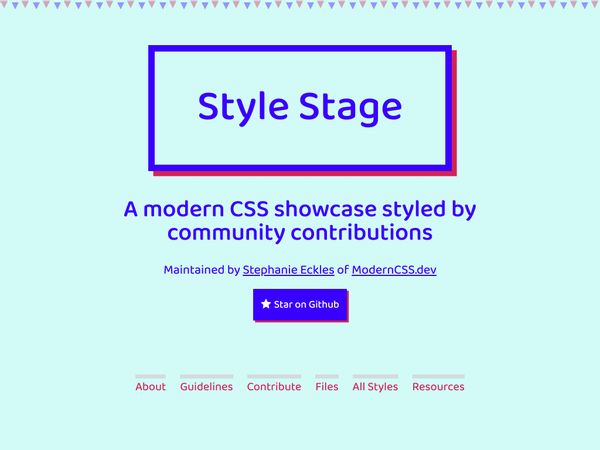 Style Stage
A modern CSS showcase styled by
community contributions
Maintained by Stephanie Eckles of ModernCSS.dev
Star on Github
About Guidelines Contribute Files All Styles Resources